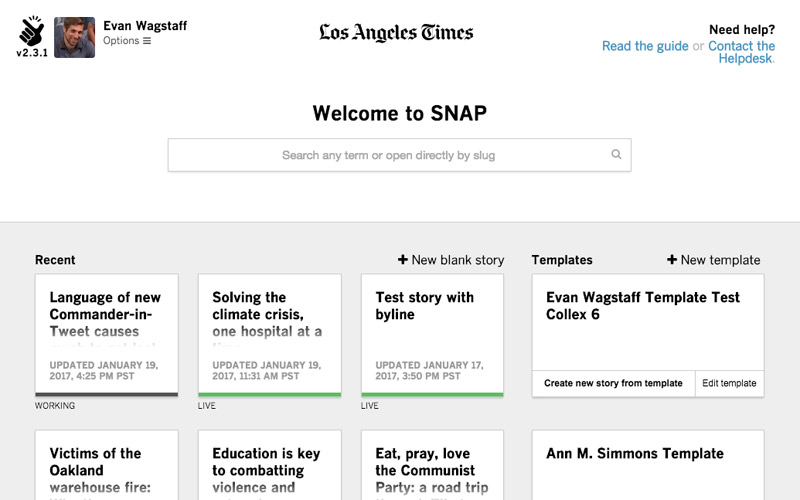 v2.3.1
Evan Wagstaff
Options
Los Angeles Times
Need help?
Read the guide or Contact the
Helpdesk.
Welcome to SNAP
Search any term or open directly by slug
Recent
New blank story
Language of new
Commander-in-
Tweet causes
UPDATED JANUARY 19,
2017, 4:25 PM PST
WORKING
Solving the
climate crisis,
one hospital at a
time
UPDATED JANUARY 19,
2017, 11:31 AM PST
LIVE
Test story with
byline
UPDATED JANUARY 17,
2017, 3:50 PM PST
LIVE
Victims of the
Oakland
warehouse fire:
Education is key
to combatting
violence and
Eat, pray, love
the Communist
Party: a road trip
Templates
New template
Evan Wagstaff Template Test
Collex 6
Create new story from template
Edit template
Ann M. Simmons Template